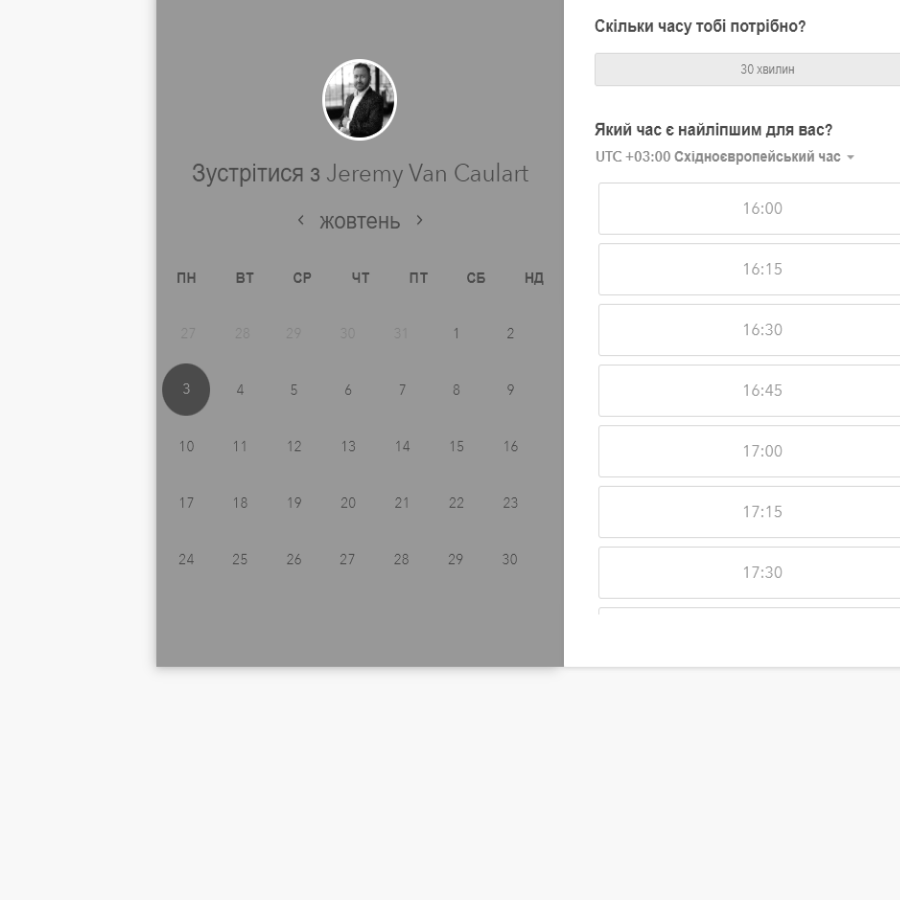 Зустрітися з Jeremy Van Caulart
жовтень
ПН ВТ СР ЧТ ПТ СБ НД
27 28 29 30 31 1 2
3 4 5 6 7 8 9
10 11 12 13 14 15 16
17 18 19 20 21 22 23
24 25 26 27 28 29 30
Скільки часу тобі потрібно?
30 хвилин
Який час є найліпшим для вас?
UTC +03:00 Східноєвропейський час
16:00
16:15
16:30
16:45
17:00
17:15
17:30